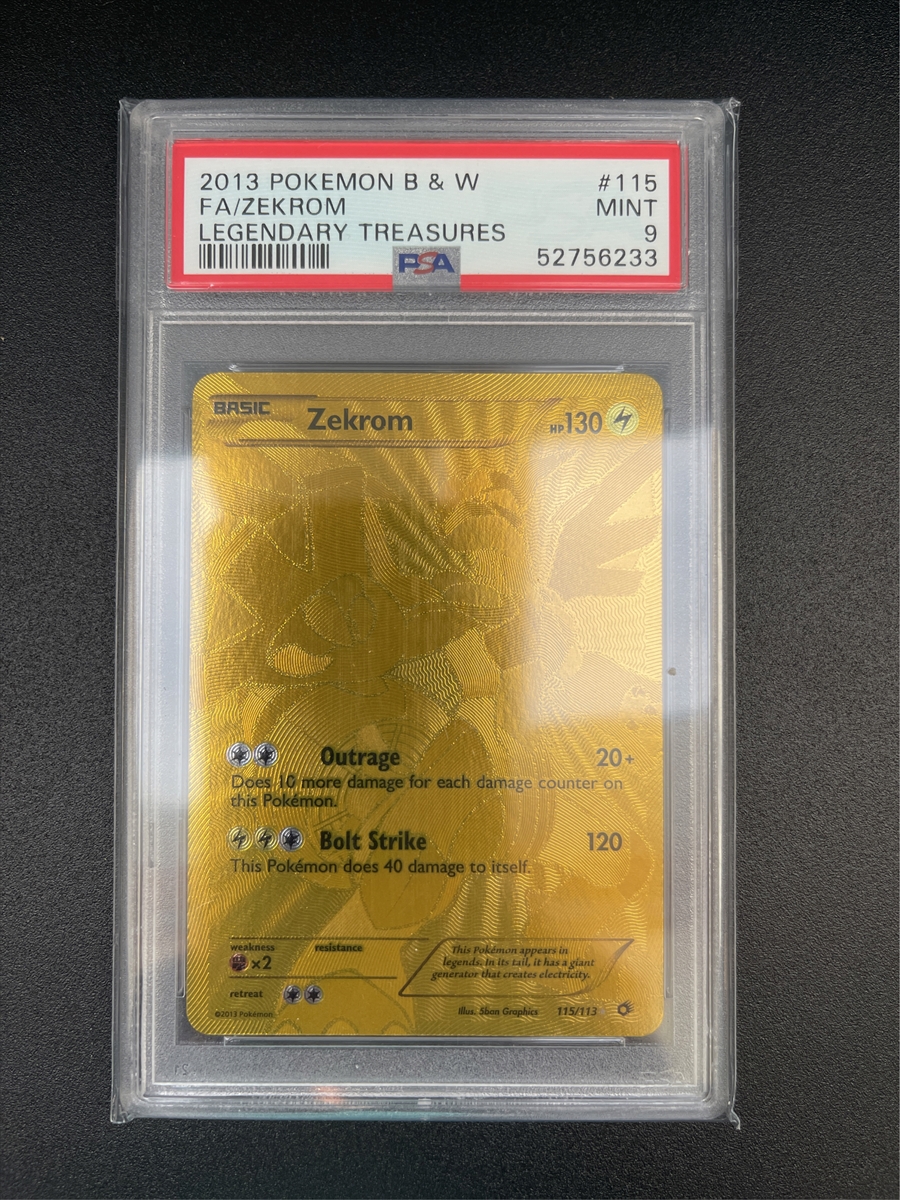 2013 POKEMON B & W #115
FA/ZEKROM MINT
LEGENDARY TREASURES 9
PSA 52756233
BASIC Zekrom HP130
Outrage 20+
Does 10 more damage for each damage counter on
this Pokémon.
Bolt Strike 120
This Pokémon does 40 damage to itself.
weakness resistance
×2
This Pokémon appears in
legends. In its tail, it has a giant
generator that creates electricity.
retreat
©2013 Pokémon Illus. 5ban Graphics 115/113